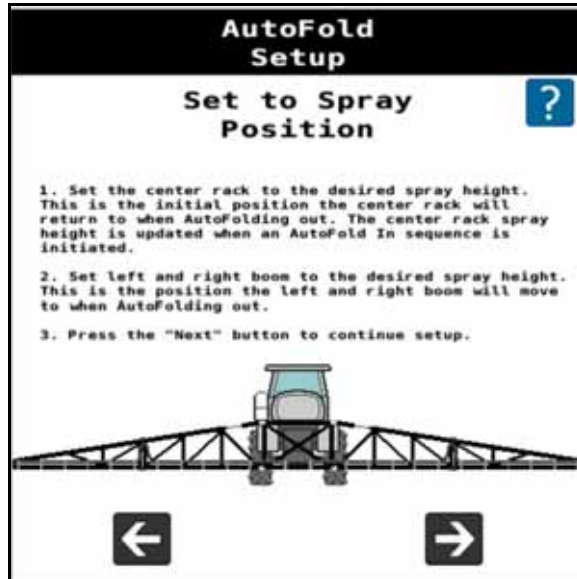 AutoFold
Setup
Set to Spray
Position
?
1. Set the center rack to the desired spray height.
This is the initial position the center rack will
return to when AutoFolding out. The center rack spray
height is updated when an AutoFold In sequence is
initiated.
2. Set left and right boom to the desired spray height.
This is the position the left and right boom will move
to when AutoFolding out.
3. Press the "Next" button to continue setup.